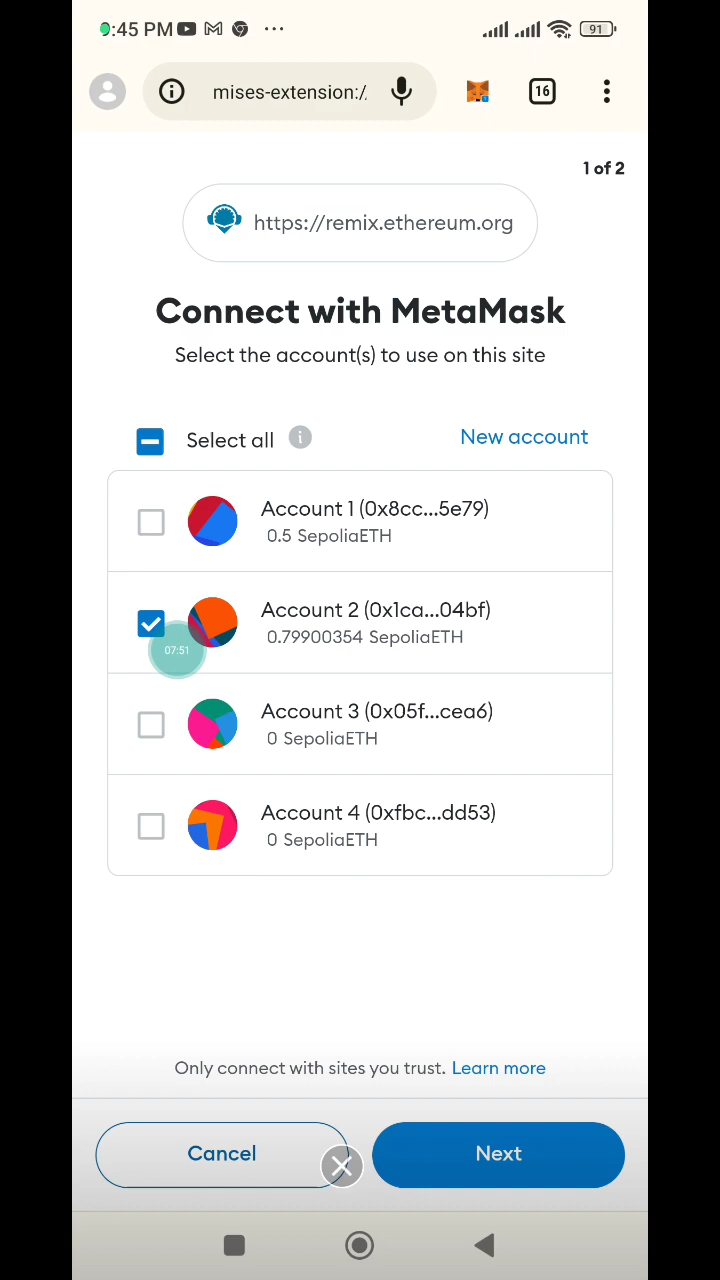 9:45 PM
91
mises-extension:/.
16
1 of 2
https://remix.ethereum.org
Connect with MetaMask
Select the account(s) to use on this site
Select all
New account
Account 1 (0x8cc...5e79)
0.5 SepoliaETH
Account 2 (0x1ca...04bf)
0.79900354 SepoliaETH
07:51
Account 3 (0x05f...cea6)
0 SepoliaETH
Account 4 (0xfbc...dd53)
0 SepoliaETH
Only connect with sites you trust. Learn more
Cancel
Next